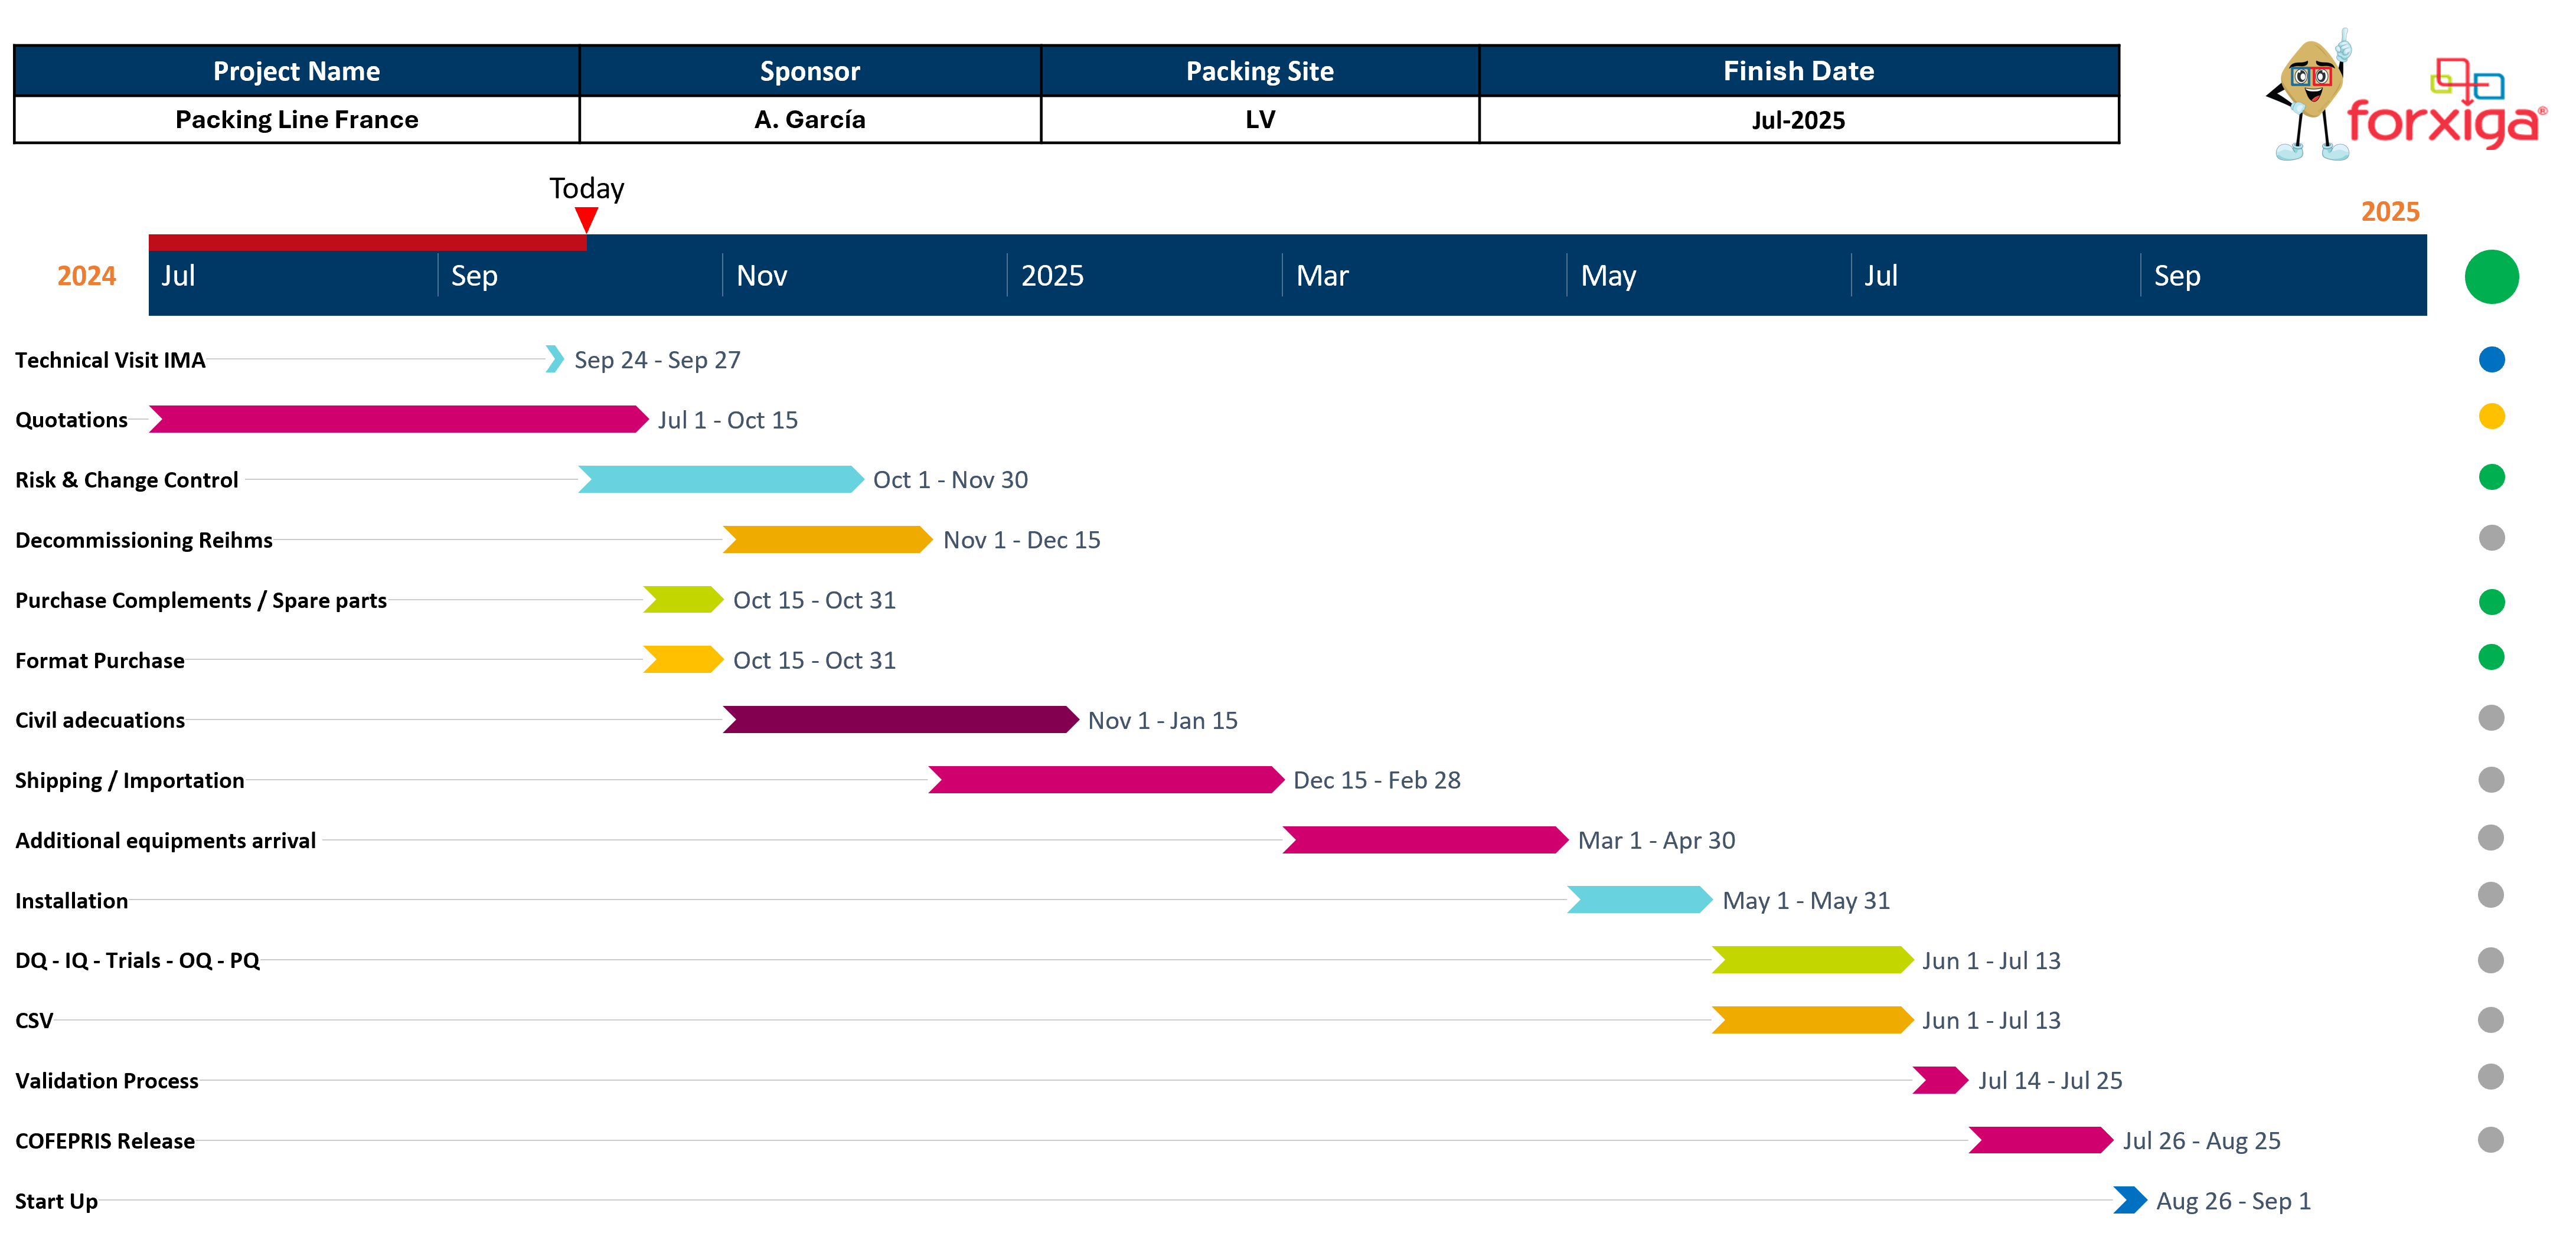 Project Name Sponsor Packing Site Finish Date
Packing Line France A. García LV Jul-2025
forxiga®
Today
2025
2024 Jul Sep Nov 2025 Mar May Jul Sep
Technical Visit IMA Sep 24 - Sep 27
Quotations Jul 1 - Oct 15
Risk & Change Control Oct 1 - Nov 30
Decommissioning Reihms Nov 1 - Dec 15
Purchase Complements / Spare parts Oct 15 - Oct 31
Format Purchase Oct 15 - Oct 31
Civil adecuations Nov 1 - Jan 15
Shipping / Importation Dec 15 - Feb 28
Additional equipments arrival Mar 1 - Apr 30
Installation May 1 - May 31
DQ - IQ - Trials - OQ - PQ Jun 1 - Jul 13
CSV Jun 1 - Jul 13
Validation Process Jul 14 - Jul 25
COFEPRIS Release Jul 26 - Aug 25
Start Up Aug 26 - Sep 1